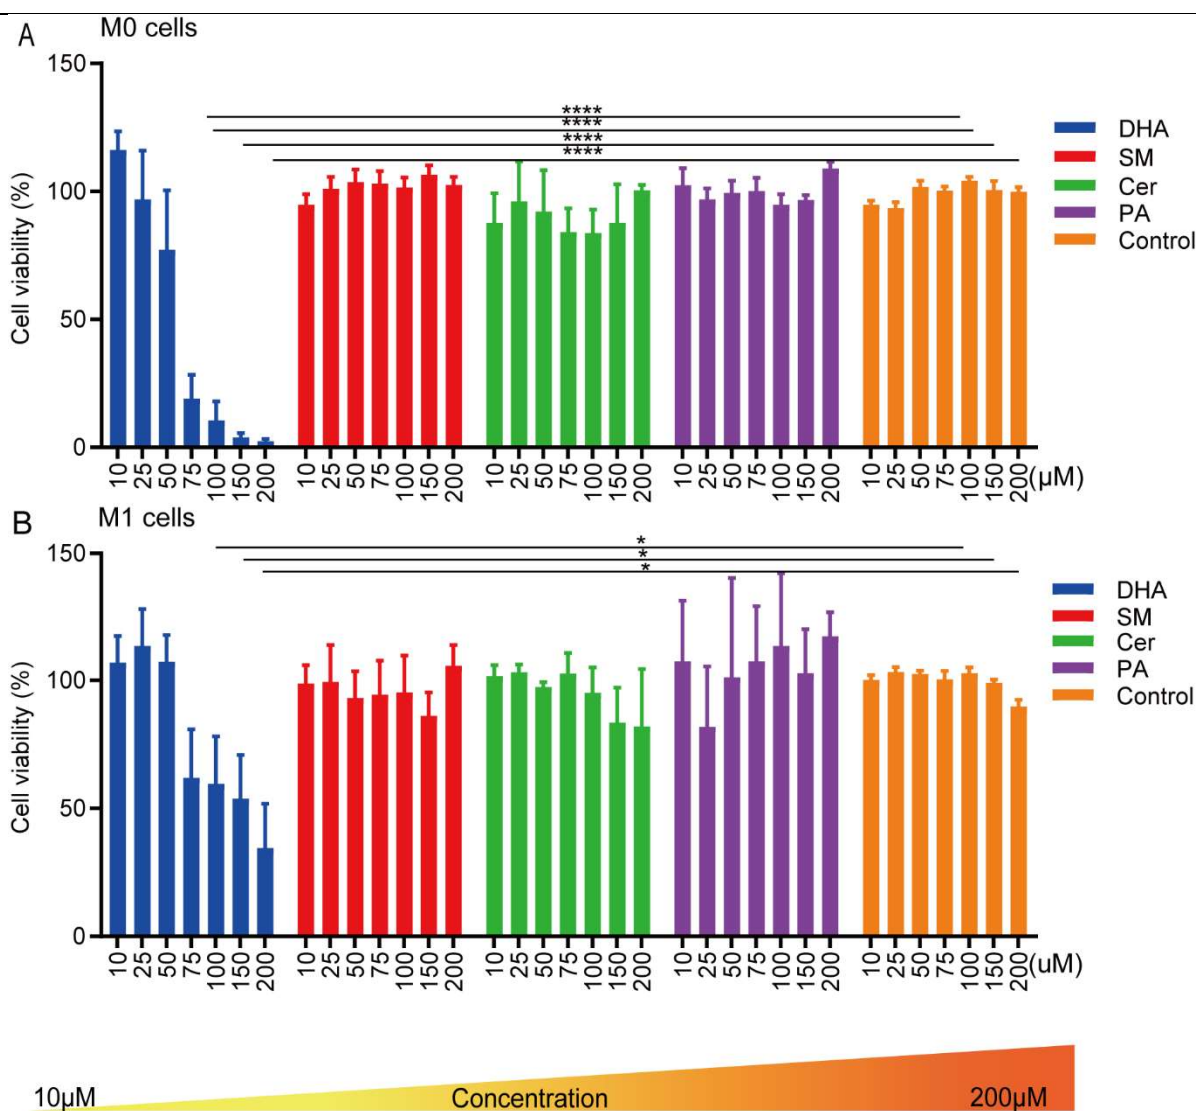 A
M0 cells
Cell viability (%)
150
100
50
0
****
****
****
****
DHA
SM
Cer
PA
Control
10 25 50 75 100 150 200 10 25 50 75 100 150 200 10 25 50 75 100 150 200 10 25 50 75 100 150 200 10 25 50 75 100 150 200 (μM)
B
M1 cells
Cell viability (%)
150
100
50
0
*
*
*
DHA
SM
Cer
PA
Control
10 25 50 75 100 150 200 10 25 50 75 100 150 200 10 25 50 75 100 150 200 10 25 50 75 100 150 200 10 25 50 75 100 150 200 (uM)
10μM Concentration 200μM